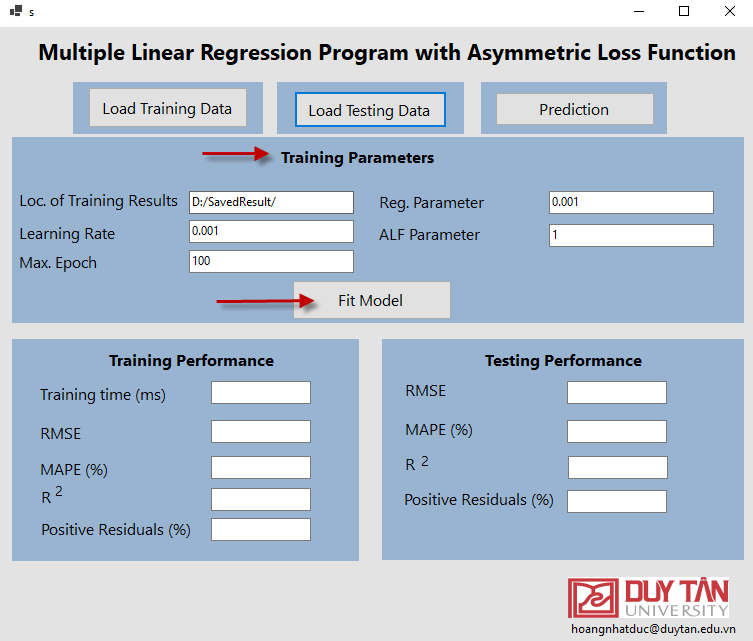 s
Multiple Linear Regression Program with Asymmetric Loss Function
Load Training Data
Load Testing Data
Prediction
Training Parameters
Loc. of Training Results D:/SavedResult/
Reg. Parameter 0.001
Learning Rate 0.001
ALF Parameter 1
Max. Epoch 100
Fit Model
Training Performance
Training time (ms)
RMSE
MAPE (%)
R 2
Positive Residuals (%)
Testing Performance
RMSE
MAPE (%)
R 2
Positive Residuals (%)
DUY TÂN
UNIVERSITY
hoangnhatduc@duytan.edu.vn